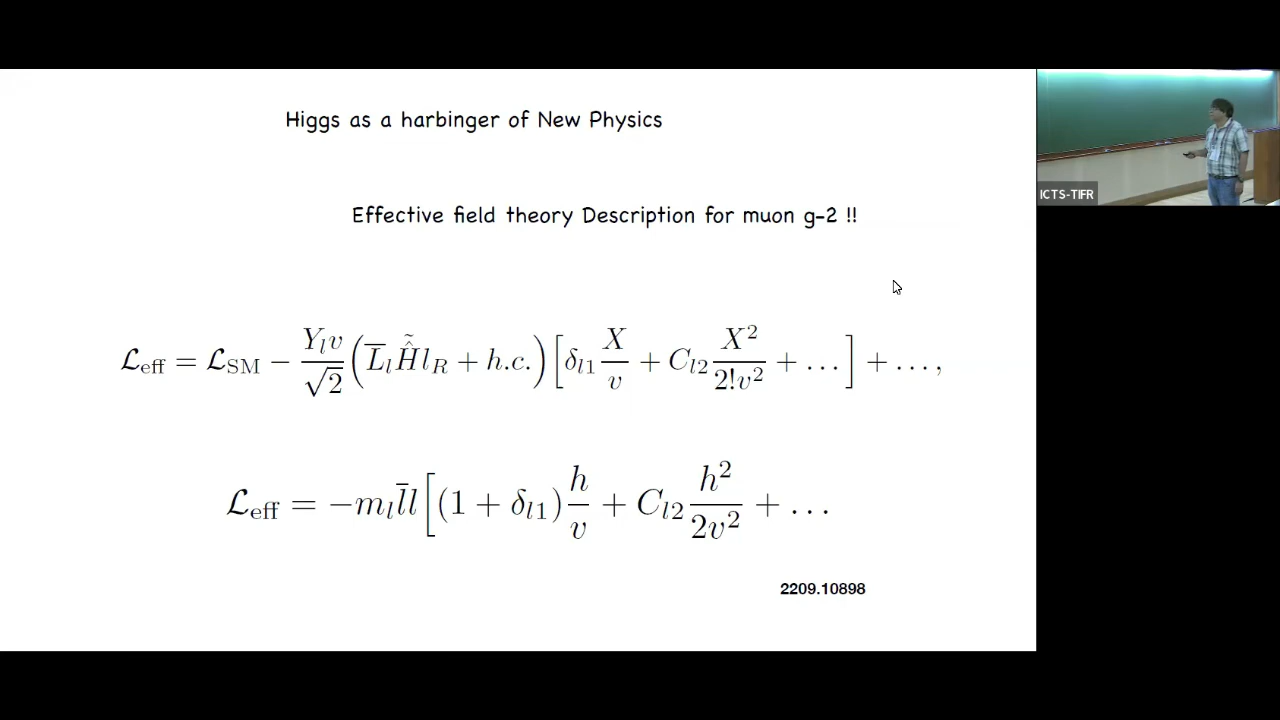 Higgs as a harbinger of New Physics
ICTS-TIFR
Effective field theory Description for muon g-2 !!
$\mathcal{L}_{\text{eff}} = \mathcal{L}_{\text{SM}} - \frac{Y_l v}{\sqrt{2}} \left( \overline{L}_l \tilde{\hat{H}} l_R + h.c. \right) \left[ \delta_{l1} \frac{X}{v} + C_{l2} \frac{X^2}{2! v^2} + \ldots \right] + \ldots,$
$\mathcal{L}_{\text{eff}} = -m_l \bar{l} l \left[ (1 + \delta_{l1}) \frac{h}{v} + C_{l2} \frac{h^2}{2v^2} + \ldots \right.$
2209.10898